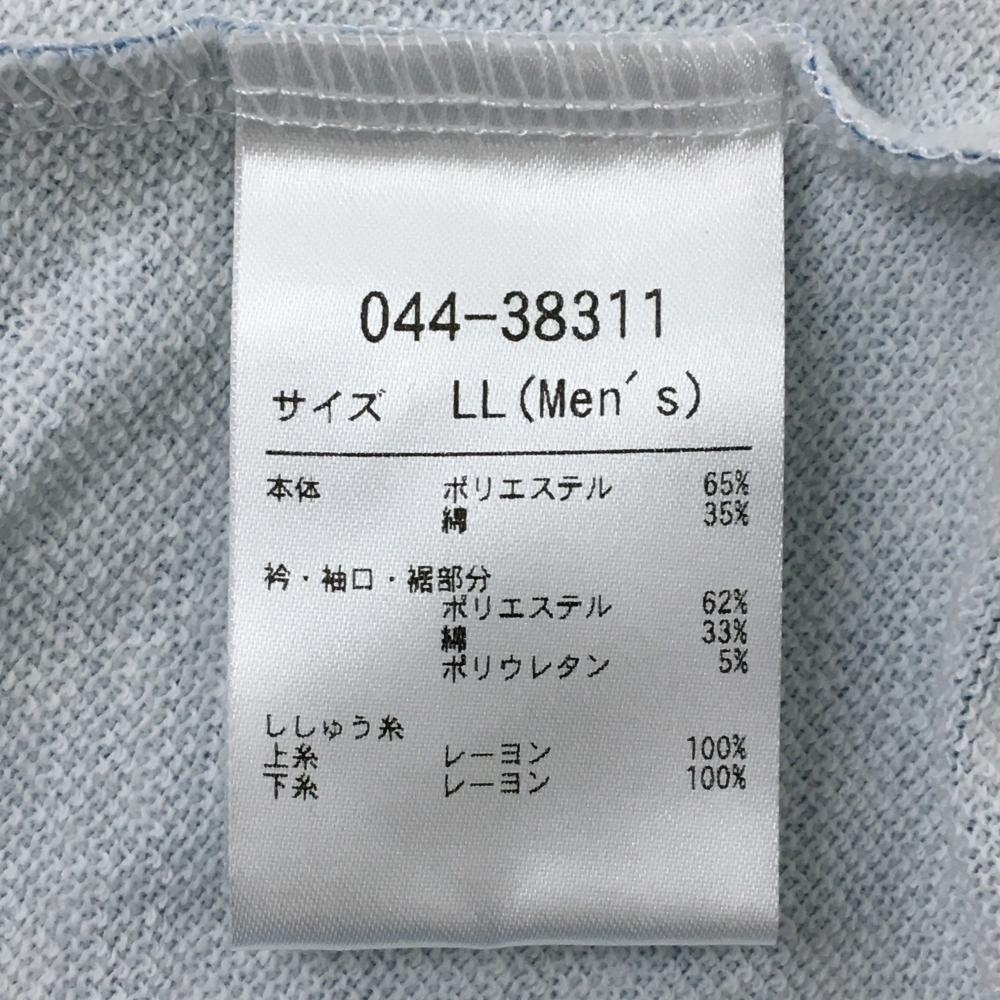 044-38311
サイズ LL(Men's)
本体 ポリエステル 65%
綿 35%
衿・袖口・裾部分
ポリエステル 62%
綿 33%
ポリウレタン 5%
ししゅう糸
上糸 レーヨン 100%
下糸 レーヨン 100%